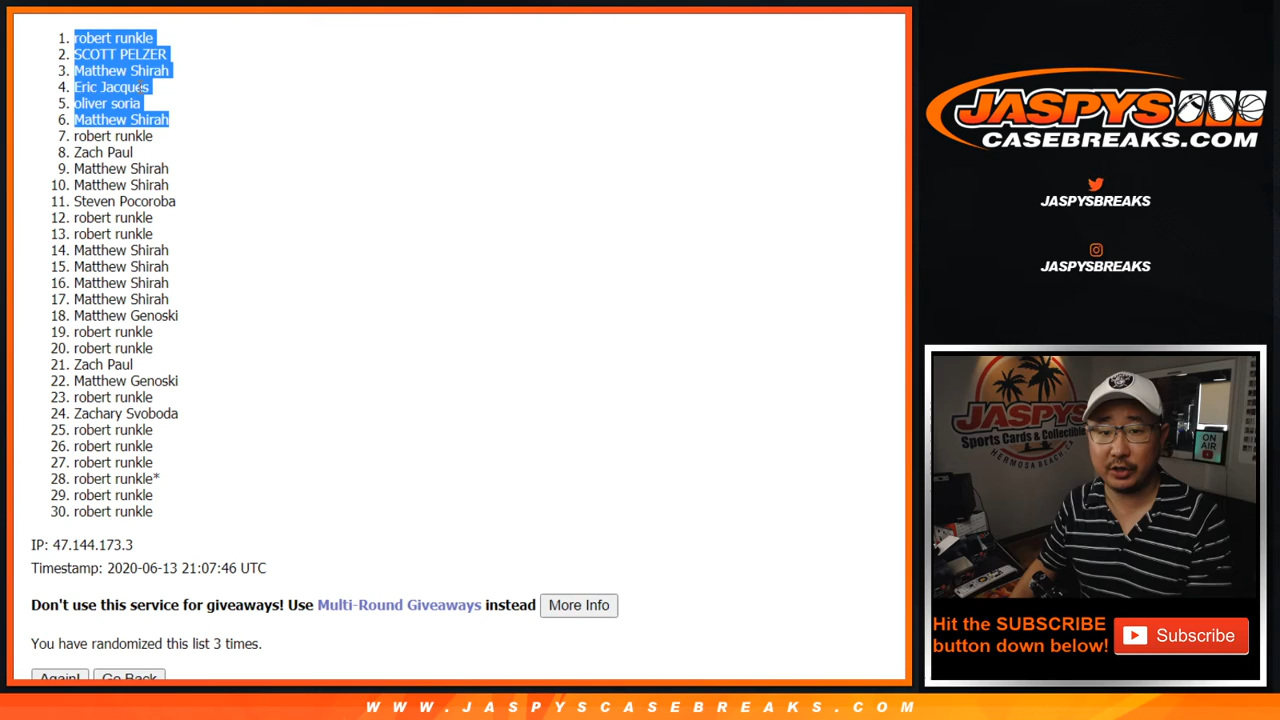 1. robert runkle
2. SCOTT PELZER
3. Matthew Shirah
4. Eric Jacques
5. oliver soria
6. Matthew Shirah
7. robert runkle
8. Zach Paul
9. Matthew Shirah
10. Matthew Shirah
11. Steven Pocoroba
12. robert runkle
13. robert runkle
14. Matthew Shirah
15. Matthew Shirah
16. Matthew Shirah
17. Matthew Shirah
18. Matthew Genoski
19. robert runkle
20. robert runkle
21. Zach Paul
22. Matthew Genoski
23. robert runkle
24. Zachary Svoboda
25. robert runkle
26. robert runkle
27. robert runkle
28. robert runkle*
29. robert runkle
30. robert runkle
IP: 47.144.173.3
Timestamp: 2020-06-13 21:07:46 UTC
Don't use this service for giveaways! Use Multi-Round Giveaways instead More Info
You have randomized this list 3 times.
Again! Go Back
JASPYS
CASEBREAKS.COM
JASPYSBREAKS
JASPYSBREAKS
JASPYS
Sports Cards & Collectibles
HERMOSA BEACH CA
ON
AIR
Hit the SUBSCRIBE
button down below!
Subscribe
WWW.JASPYSCASEBREAKS.COM